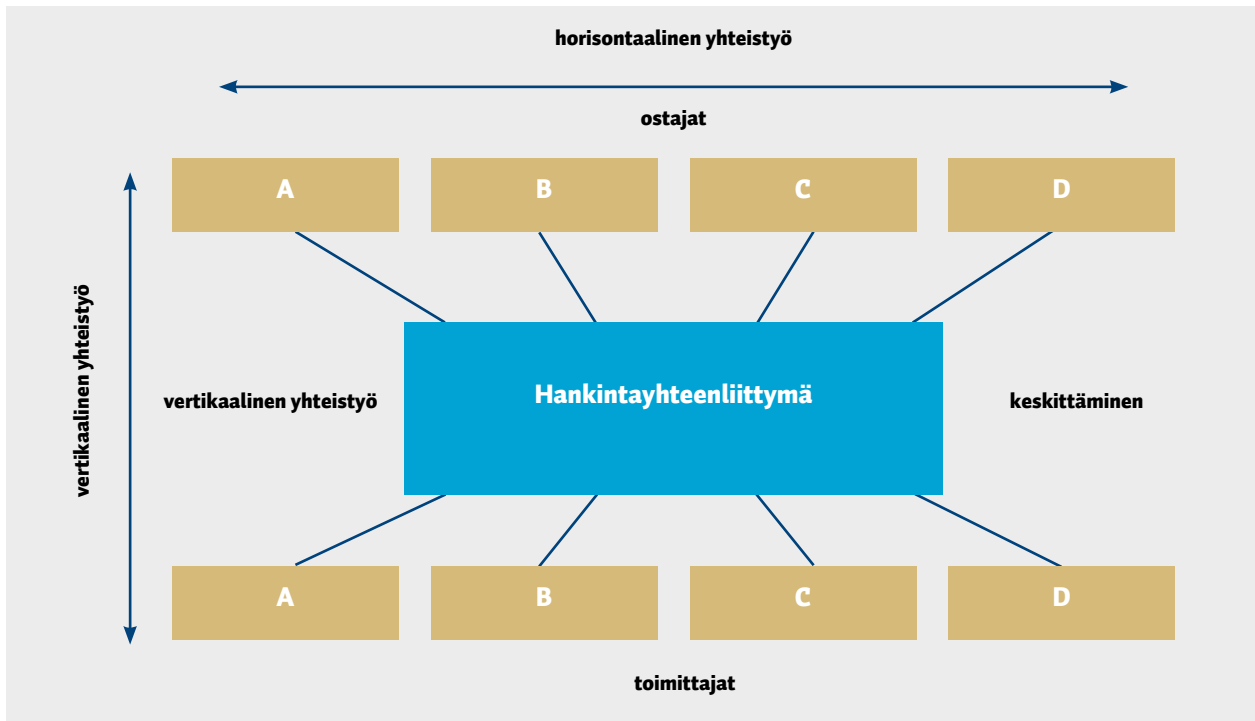 horisontaalinen yhteistyö
ostajat
A
B
C
D
vertikaalinen yhteistyö
vertikaalinen yhteistyö
Hankintayhteenliittymä
keskittäminen
A
B
C
D
toimittajat